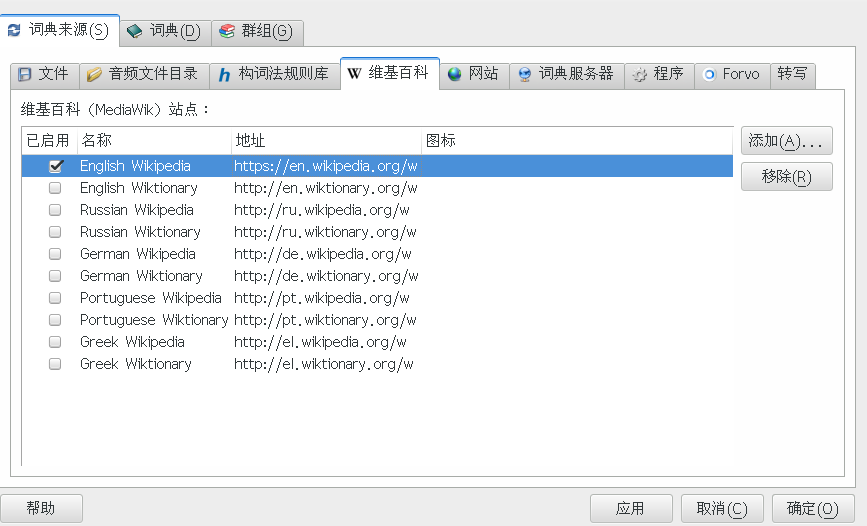 词典来源(S) 词典(D) 群组(G)
文件 音频文件目录 构词法规则库 维基百科 网站 词典服务器 程序 Forvo 转写
维基百科（MediaWik）站点：
已启用 名称 地址 图标 添加(A)...
English Wikipedia https://en.wikipedia.org/w
移除(R)
English Wiktionary http://en.wiktionary.org/w
Russian Wikipedia http://ru.wikipedia.org/w
Russian Wiktionary http://ru.wiktionary.org/w
German Wikipedia http://de.wikipedia.org/w
German Wiktionary http://de.wiktionary.org/w
Portuguese Wikipedia http://pt.wikipedia.org/w
Portuguese Wiktionary http://pt.wiktionary.org/w
Greek Wikipedia http://el.wikipedia.org/w
Greek Wiktionary http://el.wiktionary.org/w
帮助 应用 取消(C) 确定(O)